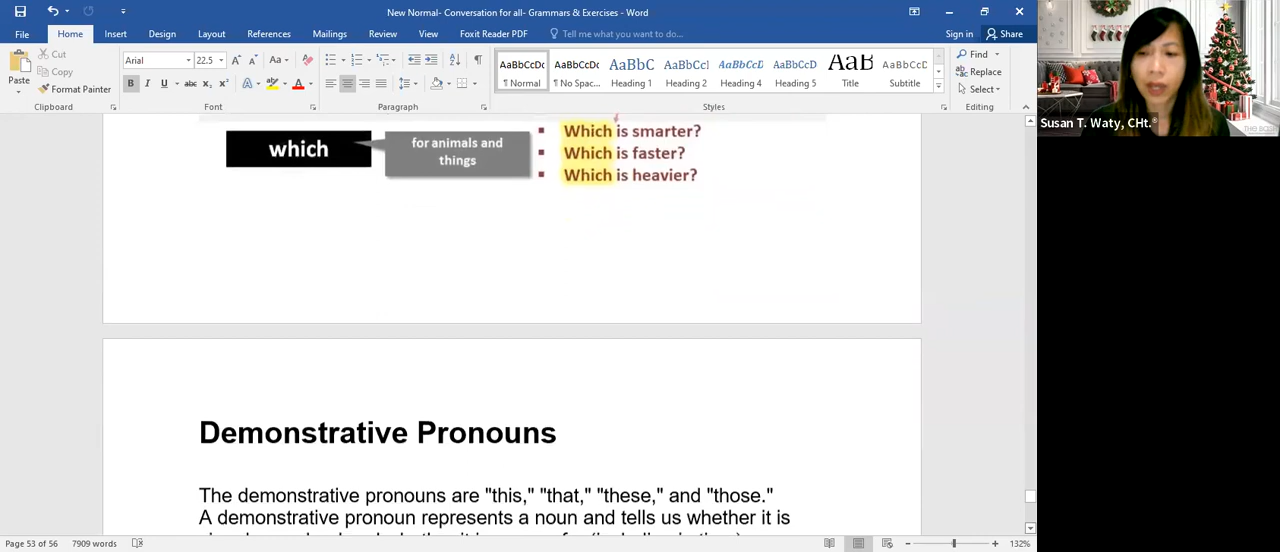 New Normal- Conversation for all- Grammars & Exercises - Word
File Home Insert Design Layout References Mailings Review View Foxit Reader PDF Tell me what you want to do... Sign in Share
Paste
Cut
Copy
Format Painter
Clipboard
Arial 22.5
Font
Paragraph
AaBbCcDc AaBbCcDc AaBbC AaBbCcI AaBbCcD AaBbCcD AaB AaBbCcD
¶ Normal ¶ No Spac... Heading 1 Heading 2 Heading 4 Heading 5 Title Subtitle
Styles
Find
Replace
Select
Editing
Susan T. Waty, CHt.®
which
for animals and
things
▪ Which is smarter?
▪ Which is faster?
▪ Which is heavier?
Demonstrative Pronouns
The demonstrative pronouns are "this," "that," "these," and "those."
A demonstrative pronoun represents a noun and tells us whether it is
Page 53 of 56 7909 words 132%